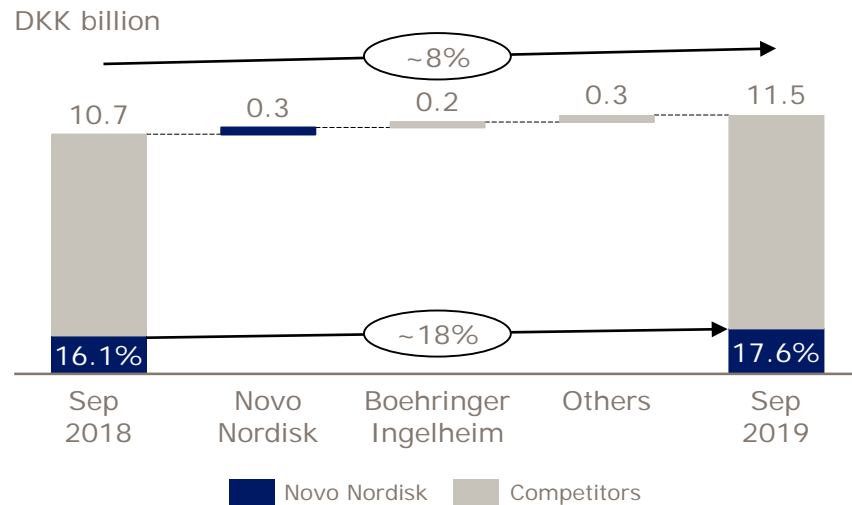 DKK billion
~8%
10.7
0.3
0.2
0.3
11.5
~18%
16.1%
17.6%
Sep
2018
Novo
Nordisk
Boehringer
Ingelheim
Others
Sep
2019
Novo Nordisk
Competitors